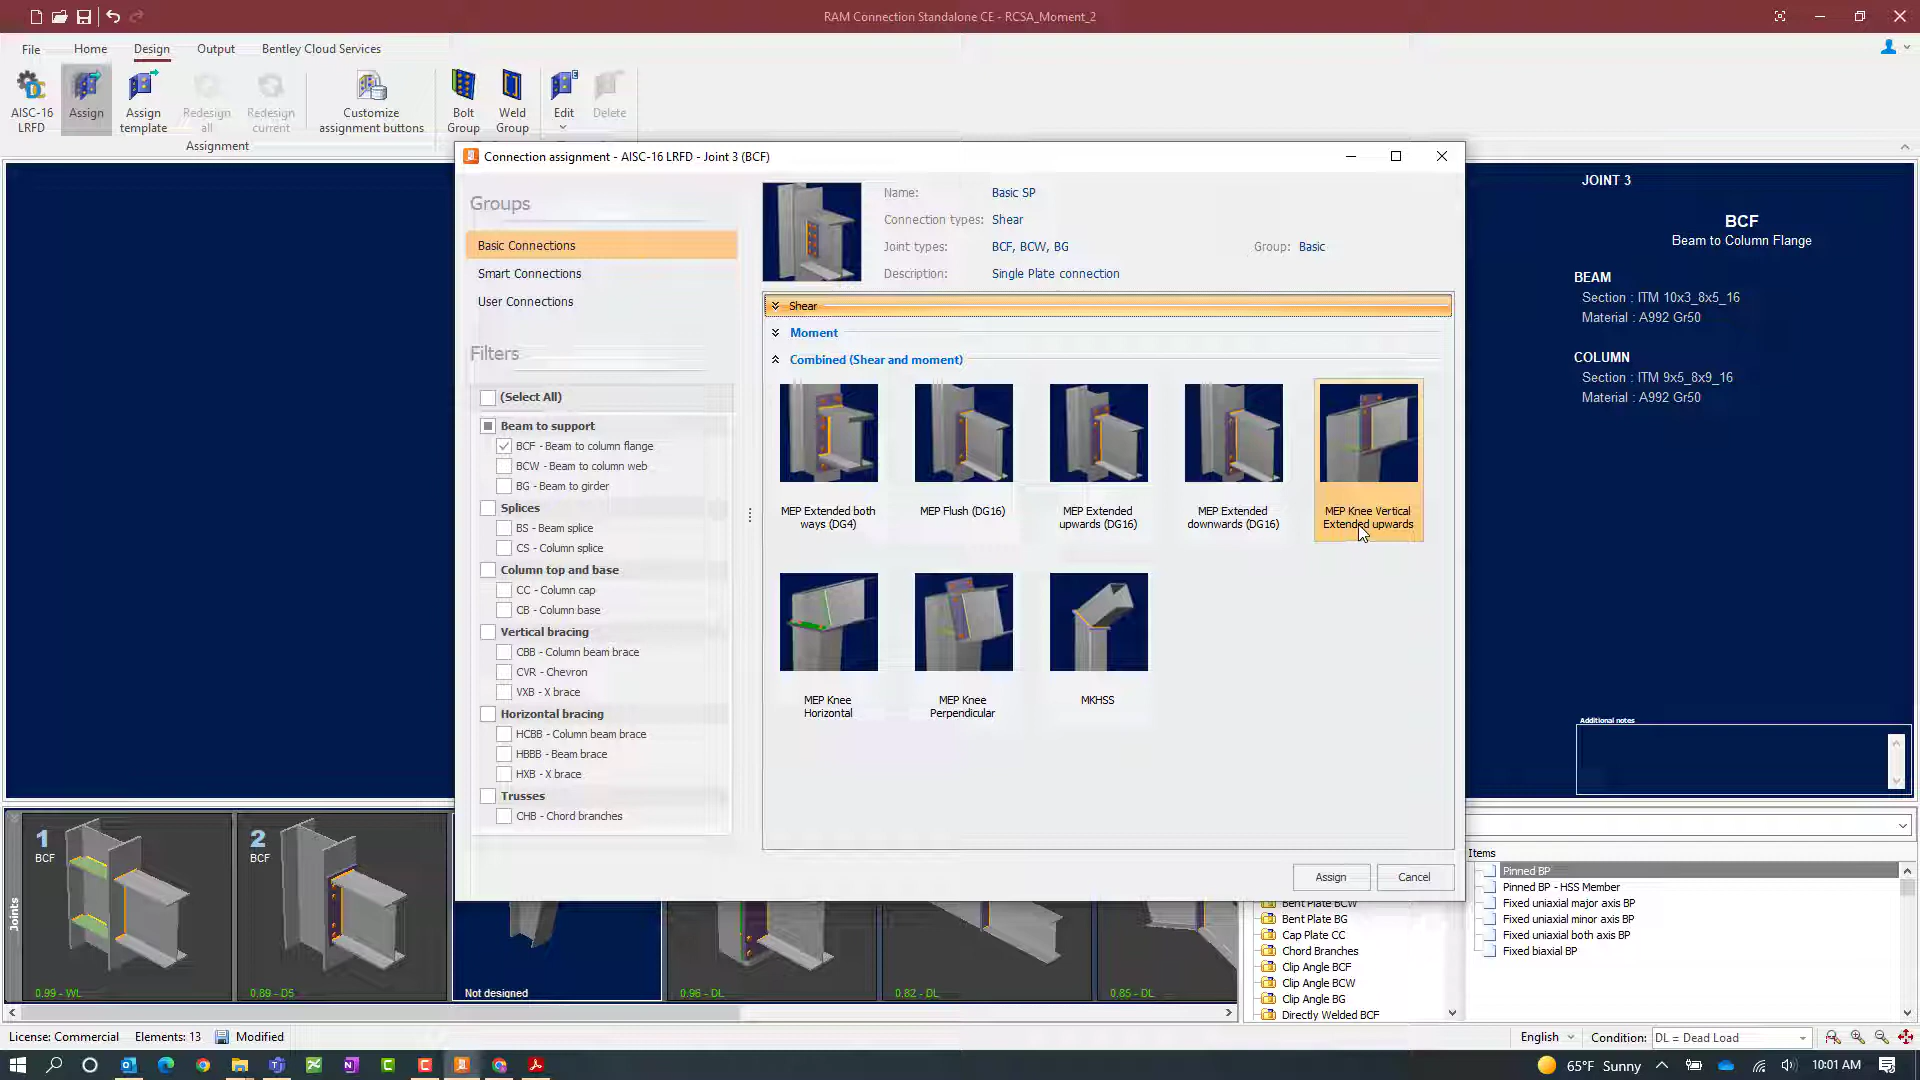 RAM Connection Standalone CE - RCSA_Moment_2
File
Home
Design
Output
Bentley Cloud Services
AISC-16
LRFD
Assign
Assign
template
Redesign
all
Redesign
current
Customize
assignment buttons
Bolt
Group
Weld
Group
Edit
Delete
Assignment
Connection assignment - AISC-16 LRFD - Joint 3 (BCF)
Groups
Basic Connections
Smart Connections
User Connections
Filters
(Select All)
Beam to support
BCF - Beam to column flange
BCW - Beam to column web
BG - Beam to girder
Splices
BS - Beam splice
CS - Column splice
Column top and base
CC - Column cap
CB - Column base
Vertical bracing
CBB - Column beam brace
CVR - Chevron
VXB - X brace
Horizontal bracing
HCBB - Column beam brace
HBBB - Beam brace
HXB - X brace
Trusses
CHB - Chord branches
Name: Basic SP
Connection types: Shear
Joint types: BCF, BCW, BG
Group: Basic
Description: Single Plate connection
Shear
Moment
Combined (Shear and moment)
MEP Extended both
ways (DG4)
MEP Flush (DG16)
MEP Extended
upwards (DG16)
MEP Extended
downwards (DG16)
MEP Knee Vertical
Extended upwards
MEP Knee
Horizontal
MEP Knee
Perpendicular
MKHSS
Assign
Cancel
JOINT 3
BCF
Beam to Column Flange
BEAM
Section : ITM 10x3_8x5_16
Material : A992 Gr50
COLUMN
Section : ITM 9x5_8x9_16
Material : A992 Gr50
Additional notes
Joints
1
BCF
0.99 - WL
2
BCF
0.89 - D5
Not designed
0.96 - DL
0.82 - DL
0.85 - DL
Bent Plate BCW
Bent Plate BG
Cap Plate CC
Chord Branches
Clip Angle BCF
Clip Angle BCW
Clip Angle BG
Directly Welded BCF
Items
Pinned BP
Pinned BP - HSS Member
Fixed uniaxial major axis BP
Fixed uniaxial minor axis BP
Fixed uniaxial both axis BP
Fixed biaxial BP
License: Commercial
Elements: 13
Modified
English
Condition: DL = Dead Load
65°F Sunny
10:01 AM